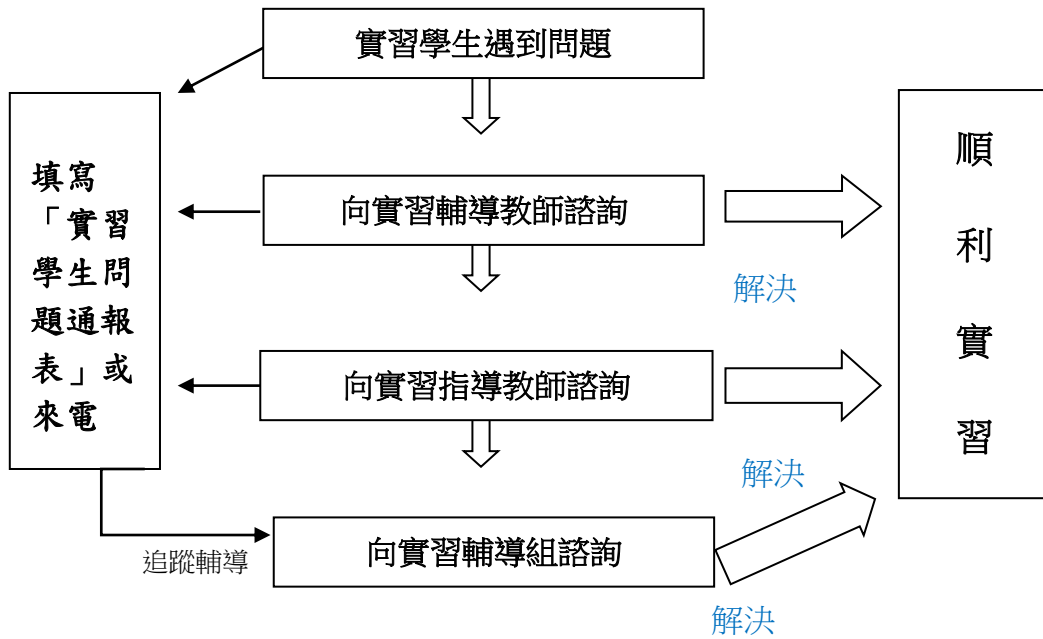 實習學生遇到問題
填寫
「實習
學生問
題通報
表」或
來電
向實習輔導教師諮詢
解決
向實習指導教師諮詢
解決
向實習輔導組諮詢
追蹤輔導
解決
順
利
實
習